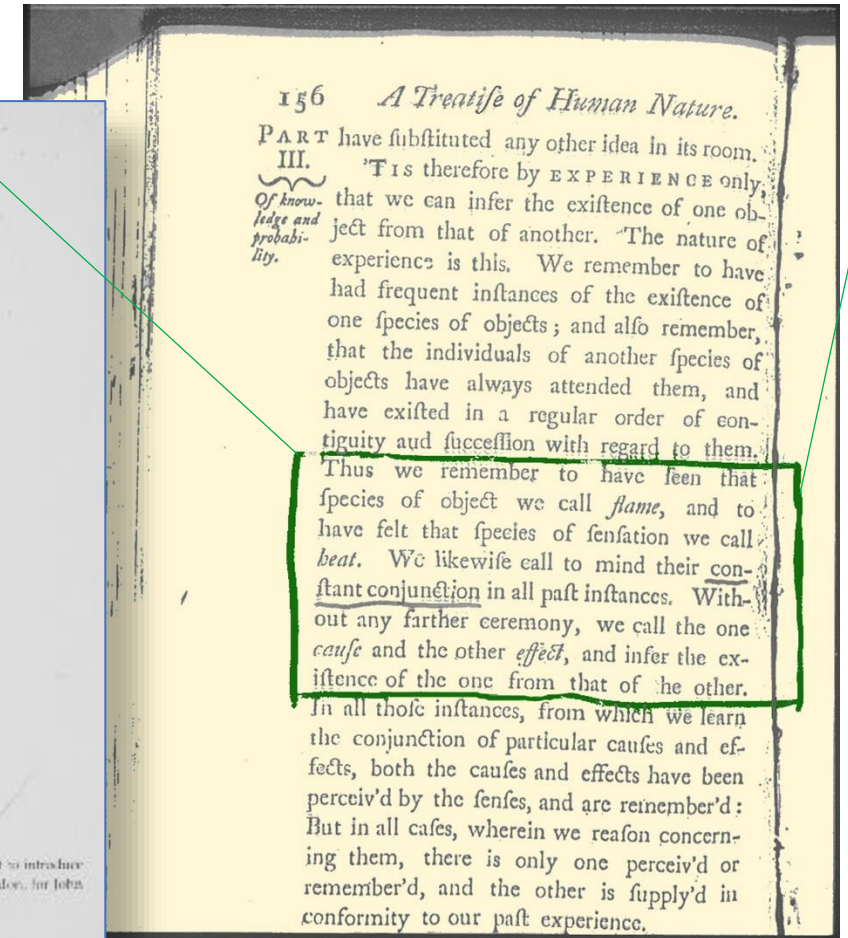 156 A Treatiſe of Human Nature.
PART III.
Of know-
ledge and
probabi-
lity.
have ſubſtituted any other idea in its room.
'TIS therefore by EXPERIENCE only,
that we can infer the exiſtence of one ob-
ject from that of another. The nature of
experience is this. We remember to have
had frequent inſtances of the exiſtence of
one ſpecies of objects; and alſo remember,
that the individuals of another ſpecies of
objects have always attended them, and
have exiſted in a regular order of con-
tiguity aud ſucceſſion with regard to them.
Thus we remember to have ſeen that
ſpecies of object we call flame, and to
have felt that ſpecies of ſenſation we call
heat. We likewiſe call to mind their con-
ſtant conjunction in all paſt inſtances. With-
out any farther ceremony, we call the one
cauſe and the other effect, and infer the ex-
iſtence of the one from that of he other.
In all thoſe inſtances, from which we learn
the conjunction of particular cauſes and ef-
fects, both the cauſes and effects have been
perceiv'd by the ſenſes, and are remember'd:
But in all caſes, wherein we reaſon concern-
ing them, there is only one perceiv'd or
remember'd, and the other is ſupply'd in
conformity to our paſt experience.
to introduce
for John